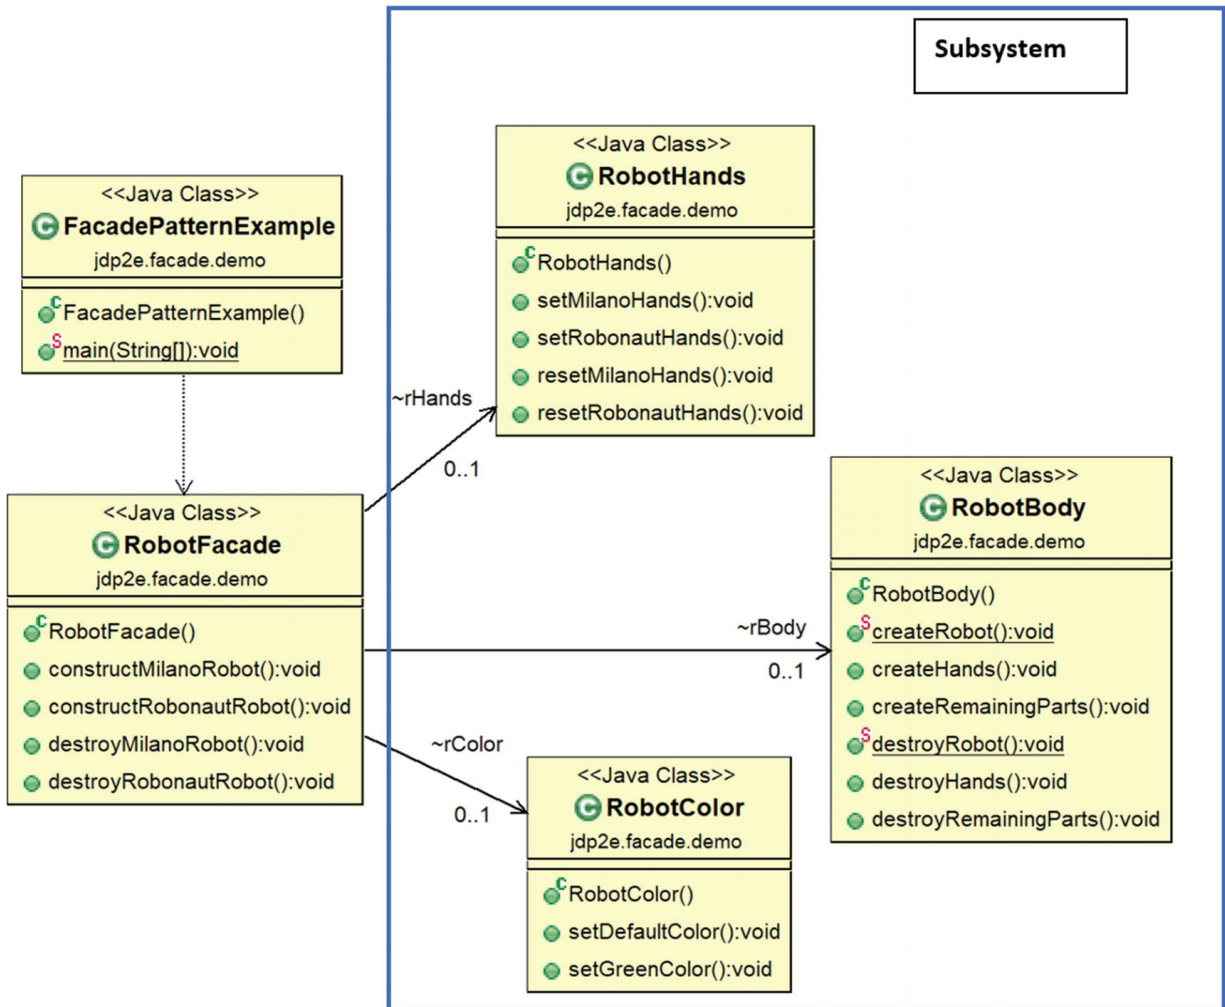 Subsystem
<<Java Class>>
C RobotHands
jdp2e.facade.demo
C RobotHands()
setMilanoHands():void
setRobonautHands():void
resetMilanoHands():void
resetRobonautHands():void
<<Java Class>>
C FacadePatternExample
jdp2e.facade.demo
C FacadePatternExample()
S main(String[]):void
~rHands
0..1
<<Java Class>>
C RobotFacade
jdp2e.facade.demo
C RobotFacade()
constructMilanoRobot():void
constructRobonautRobot():void
destroyMilanoRobot():void
destroyRobonautRobot():void
~rBody
0..1
<<Java Class>>
C RobotBody
jdp2e.facade.demo
C RobotBody()
S createRobot():void
createHands():void
createRemainingParts():void
S destroyRobot():void
destroyHands():void
destroyRemainingParts():void
~rColor
0..1
<<Java Class>>
C RobotColor
jdp2e.facade.demo
C RobotColor()
setDefaultColor():void
setGreenColor():void